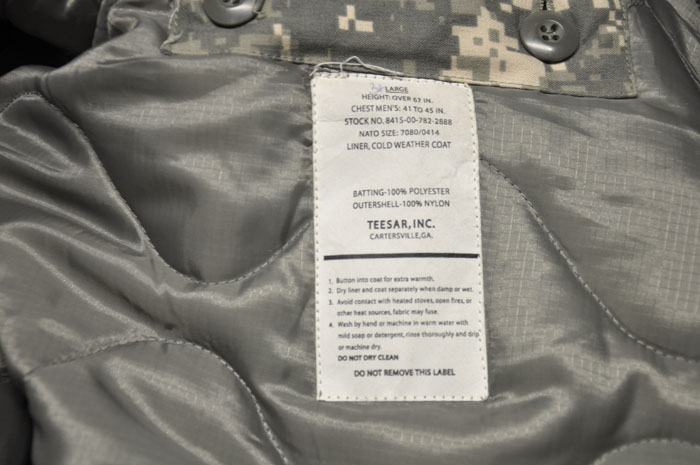 LARGE
HEIGHT: OVER 67 IN.
CHEST MEN'S: 41 TO 45 IN.
STOCK NO. 8415-00-782-2888
NATO SIZE: 7080/0414
LINER, COLD WEATHER COAT
BATTING-100% POLYESTER
OUTERSHELL-100% NYLON
TEESAR, INC.
CARTERSVILLE,GA.
1. Button into coat for extra warmth.
2. Dry liner and coat separately when damp or wet.
3. Avoid contact with heated stoves, open fires, or
other heat sources, fabric may fuse.
4. Wash by hand or machine in warm water with
mild soap or detergent, rinse thoroughly and drip
or machine dry.
DO NOT DRY CLEAN
DO NOT REMOVE THIS LABEL